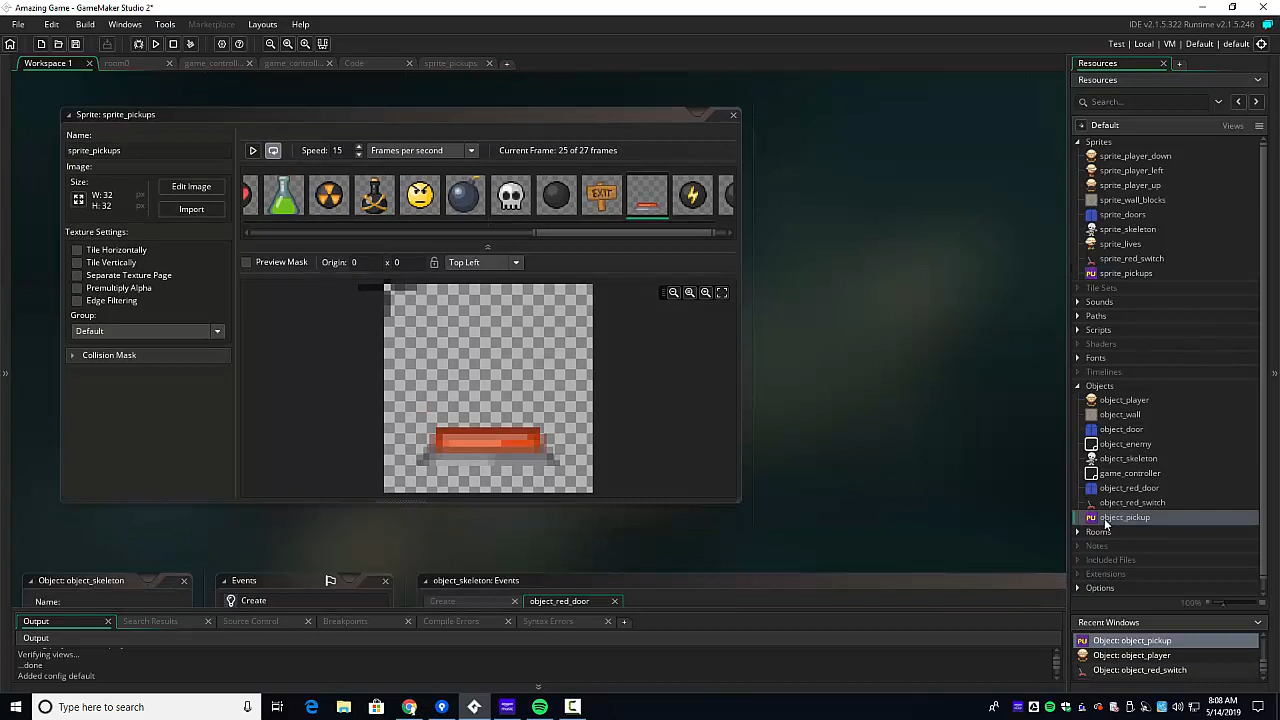 Amazing Game - GameMaker Studio 2*
File Edit Build Windows Tools Marketplace Layouts Help
IDE v2.1.5.322 Runtime v2.1.5.246
Test | Local | VM | Default | default
Workspace 1
room0
game_controll...
game_controll...
Code
sprite_pickups
Resources
Resources
Search...
Default
Views
Sprites
sprite_player_down
sprite_player_left
sprite_player_up
sprite_wall_blocks
sprite_doors
sprite_skeleton
sprite_lives
sprite_red_switch
sprite_pickups
Tile Sets
Sounds
Paths
Scripts
Shaders
Fonts
Timelines
Objects
object_player
object_wall
object_door
object_enemy
object_skeleton
game_controller
object_red_door
object_red_switch
object_pickup
Rooms
Notes
Included Files
Extensions
Options
100%
Recent Windows
Object: object_pickup
Object: object_player
Object: object_red_switch
Sprite: sprite_pickups
Name:
sprite_pickups
Image:
Size:
W: 32 px
H: 32 px
Edit Image
Import
Texture Settings:
Tile Horizontally
Tile Vertically
Separate Texture Page
Premultiply Alpha
Edge Filtering
Group:
Default
Collision Mask
Speed: 15 Frames per second
Current Frame: 25 of 27 frames
EXIT
Preview Mask
Origin: 0 x 0
Top Left
Object: object_skeleton
Name:
Events
Create
object_skeleton: Events
Create
object_red_door
Output
Search Results
Source Control
Breakpoints
Compile Errors
Syntax Errors
Output
Verifying views...
...done
Added config default
Type here to search
8:08 AM
5/14/2019